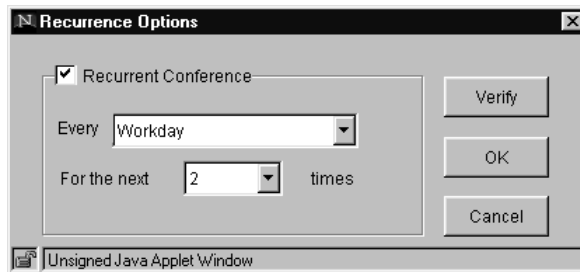 N Recurrence Options
Recurrent Conference
Every Workday
For the next 2 times
Verify
OK
Cancel
Unsigned Java Applet Window